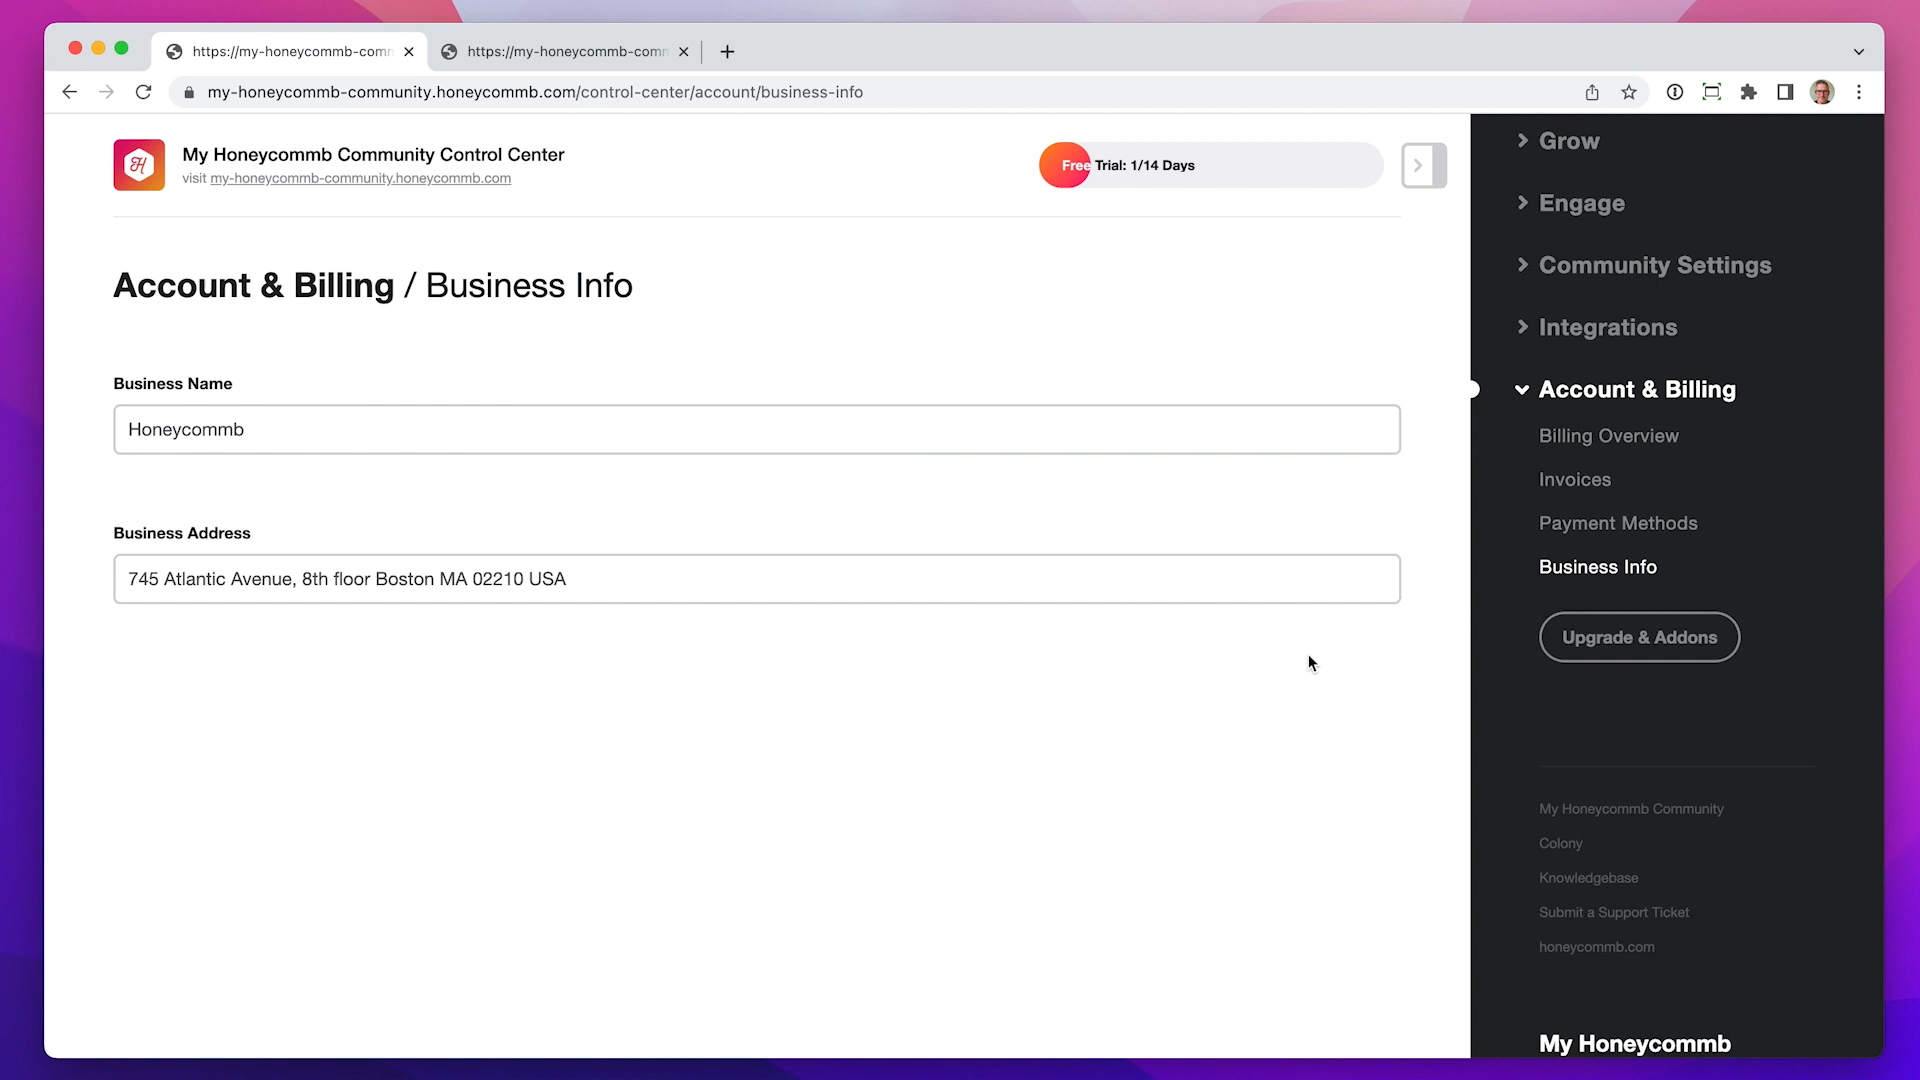 https://my-honeycommb-comm
https://my-honeycommb-comm
my-honeycommb-community.honeycommb.com/control-center/account/business-info
My Honeycommb Community Control Center
visit my-honeycommb-community.honeycommb.com
Free Trial: 1/14 Days
Account & Billing / Business Info
Business Name
Honeycommb
Business Address
745 Atlantic Avenue, 8th floor Boston MA 02210 USA
Grow
Engage
Community Settings
Integrations
Account & Billing
Billing Overview
Invoices
Payment Methods
Business Info
Upgrade & Addons
My Honeycommb Community
Colony
Knowledgebase
Submit a Support Ticket
honeycommb.com
My Honeycommb